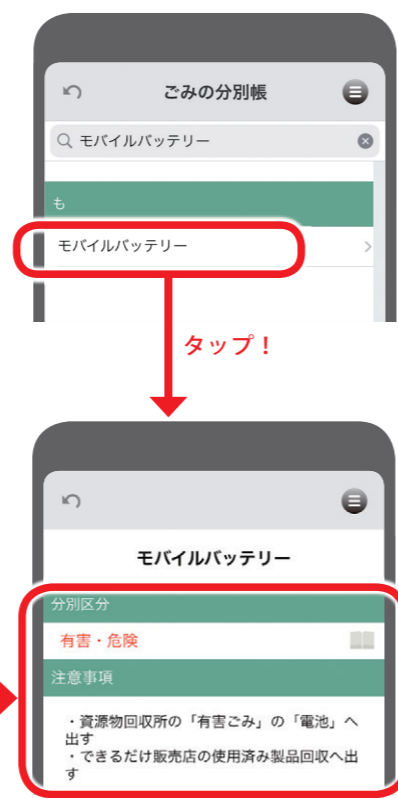 ごみの分別帳
モバイルバッテリー
も
モバイルバッテリー
タップ!
モバイルバッテリー
分別区分
有害・危険
注意事項
・資源物回収所の「有害ごみ」の「電池」へ
出す
・できるだけ販売店の使用済み製品回収へ出
す